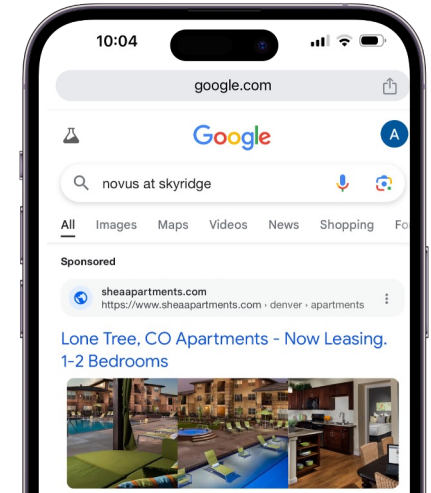 10:04
google.com
Google
A
novus at skyridge
All Images Maps Videos News Shopping Fo
Sponsored
sheaapartments.com
https://www.sheaapartments.com › denver › apartments
Lone Tree, CO Apartments - Now Leasing.
1-2 Bedrooms